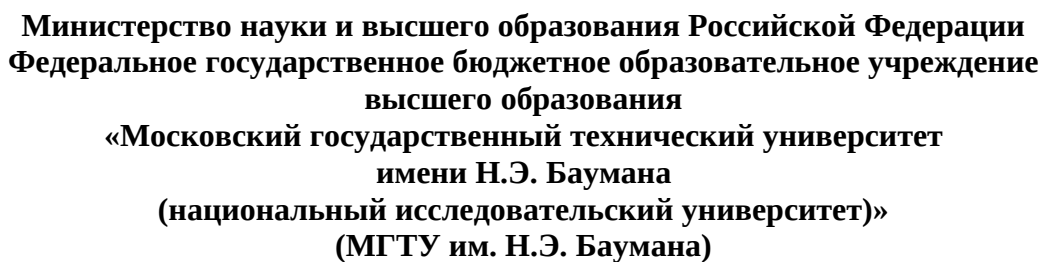 Министерство науки и высшего образования Российской Федерации
Федеральное государственное бюджетное образовательное учреждение
высшего образования
«Московский государственный технический университет
имени Н.Э. Баумана
(национальный исследовательский университет)»
(МГТУ им. Н.Э. Баумана)